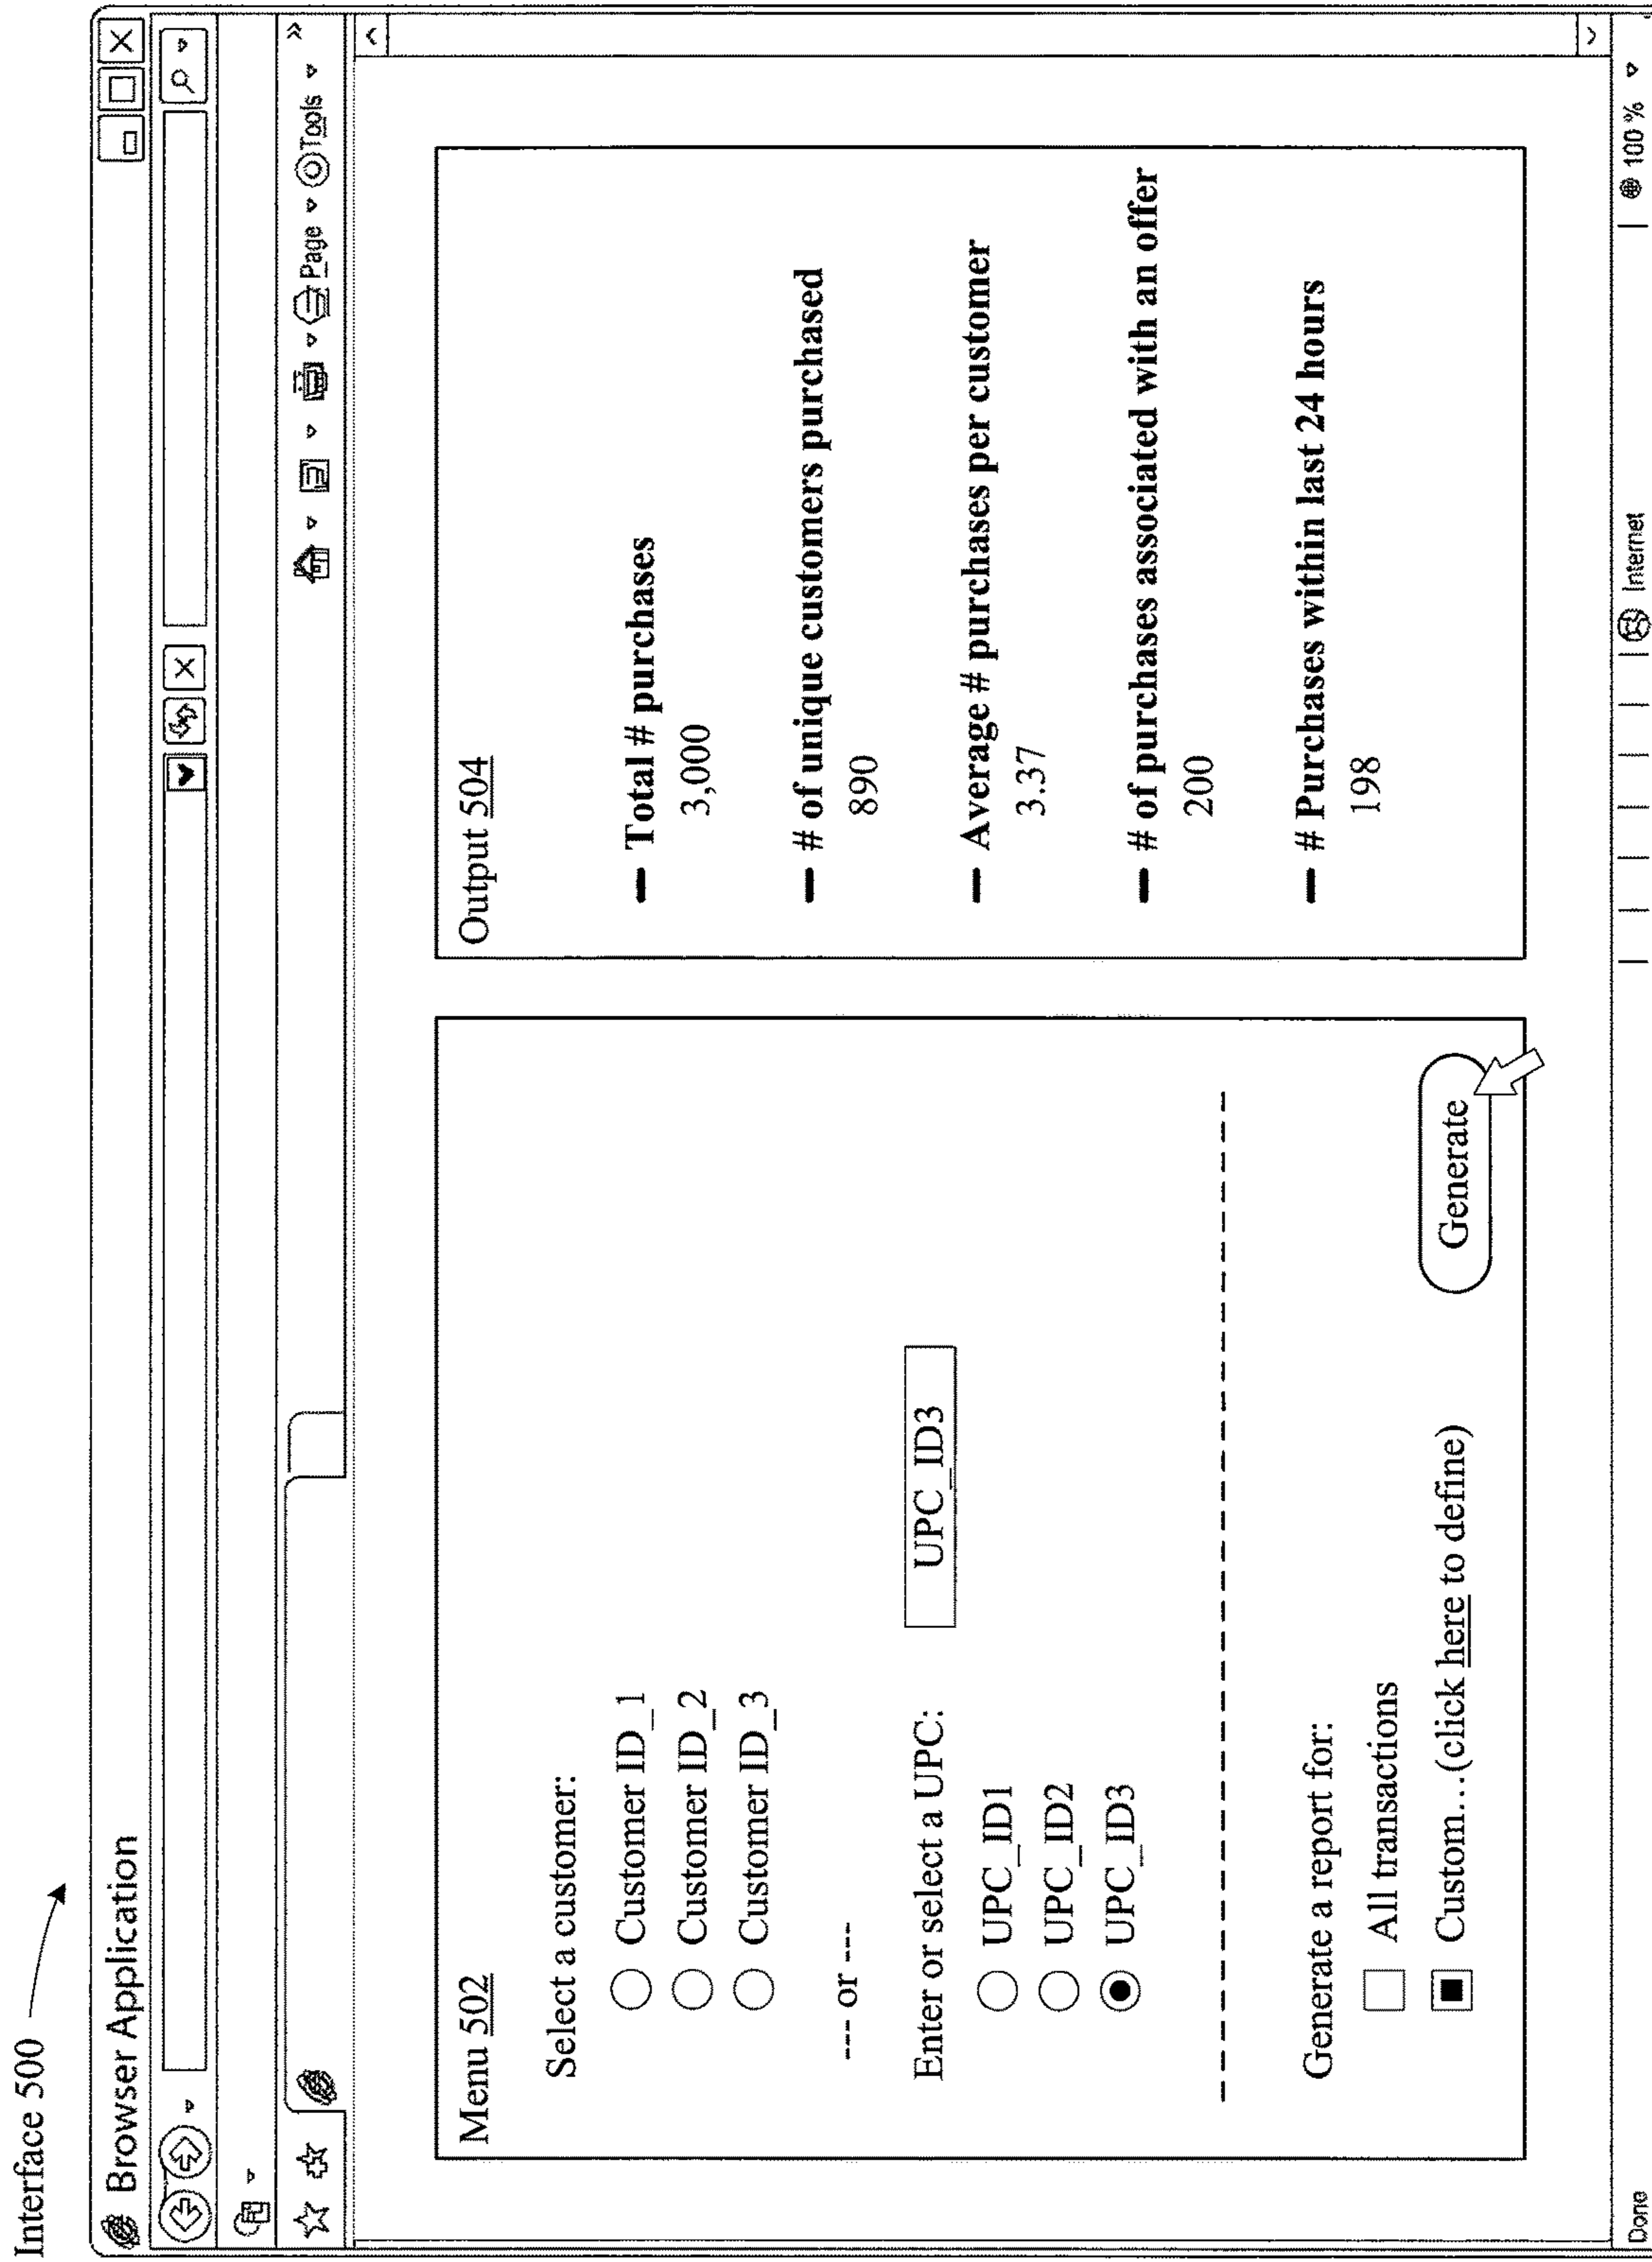 Interface 500
Browser Application
Page
Tools
Menu 502
Select a customer:
Customer ID_1
Customer ID_2
Customer ID_3
--- or ---
Enter or select a UPC:
UPC_ID3
UPC_ID1
UPC_ID2
UPC_ID3
Generate a report for:
All transactions
Custom...(click here to define)
Generate
Output 504
Total # purchases
3,000
# of unique customers purchased
890
Average # purchases per customer
3.37
# of purchases associated with an offer
200
# Purchases within last 24 hours
198
Done
Internet
100 %